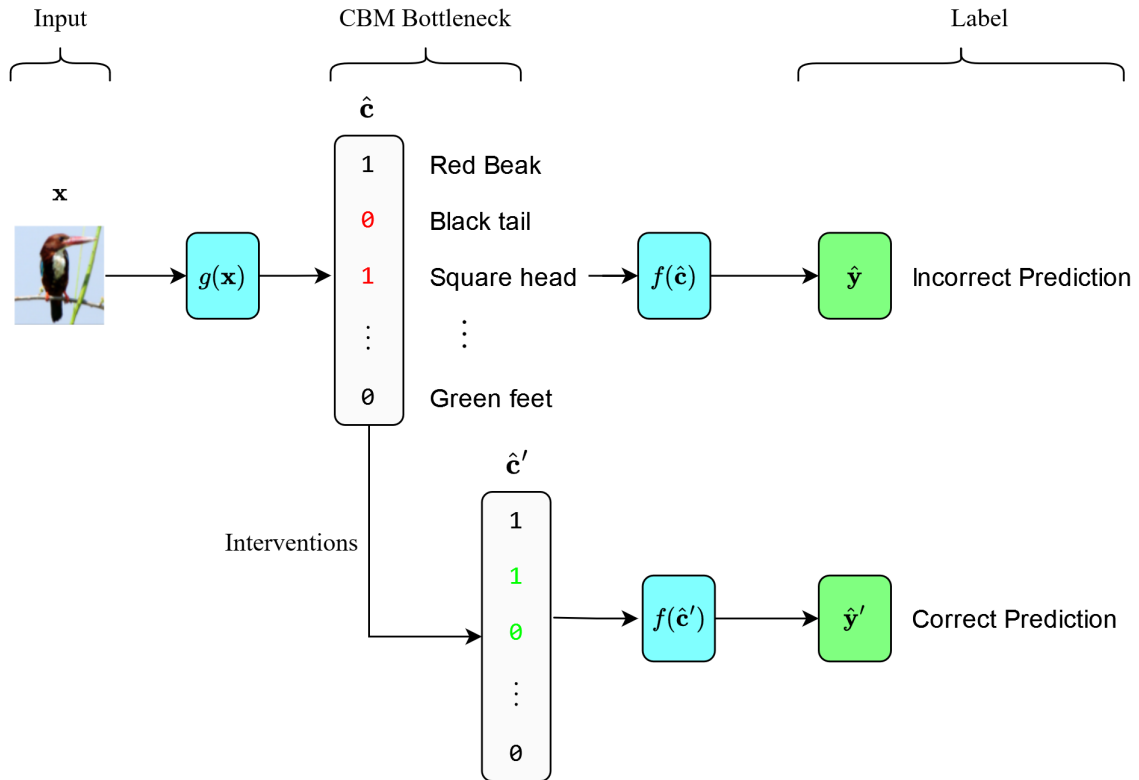 Input
CBM Bottleneck
Label
ĉ
x
1
Red Beak
0
Black tail
g(x)
1
Square head
f(ĉ)
ŷ
Incorrect Prediction
⋮
⋮
0
Green feet
ĉ′
Interventions
1
1
0
f(ĉ′)
ŷ′
Correct Prediction
⋮
0